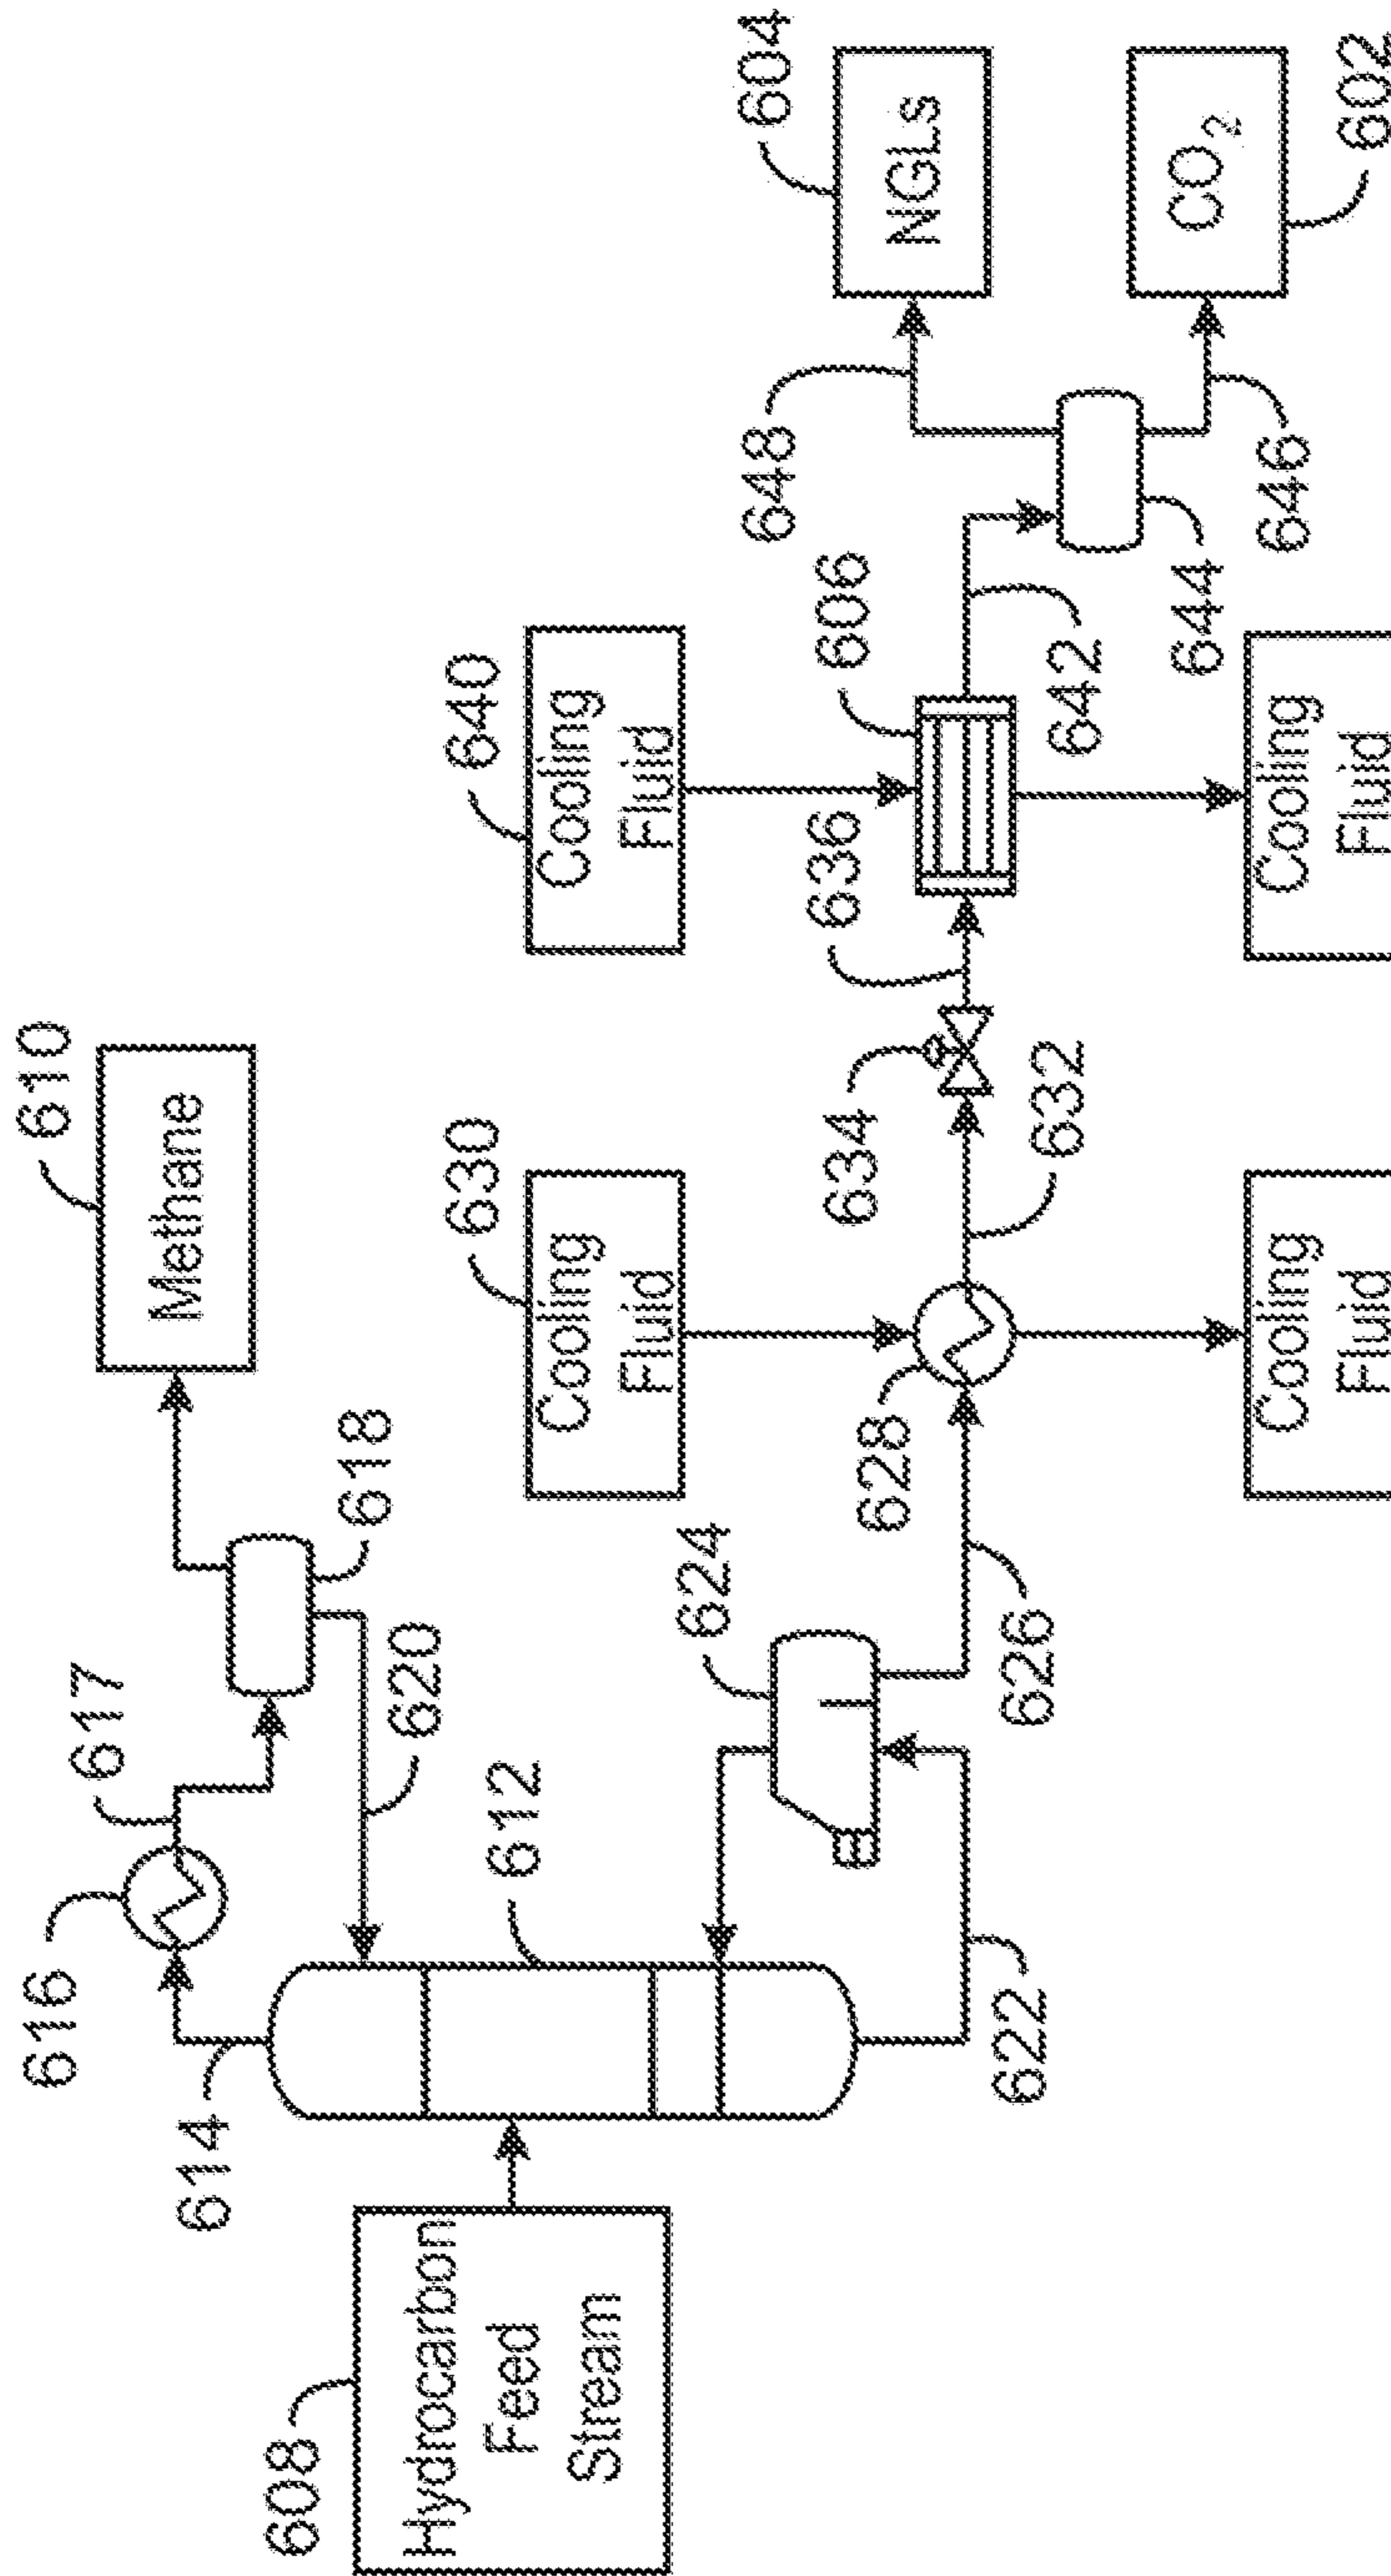 610
Methane
616
617
614
618
620
608
Hydrocarbon
Feed
Stream
612
624
622
626
630
Cooling
Fluid
628
632
Cooling
Fluid
634
636
640
Cooling
Fluid
606
642
Cooling
Fluid
644
646
648
604
NGLs
CO₂
602